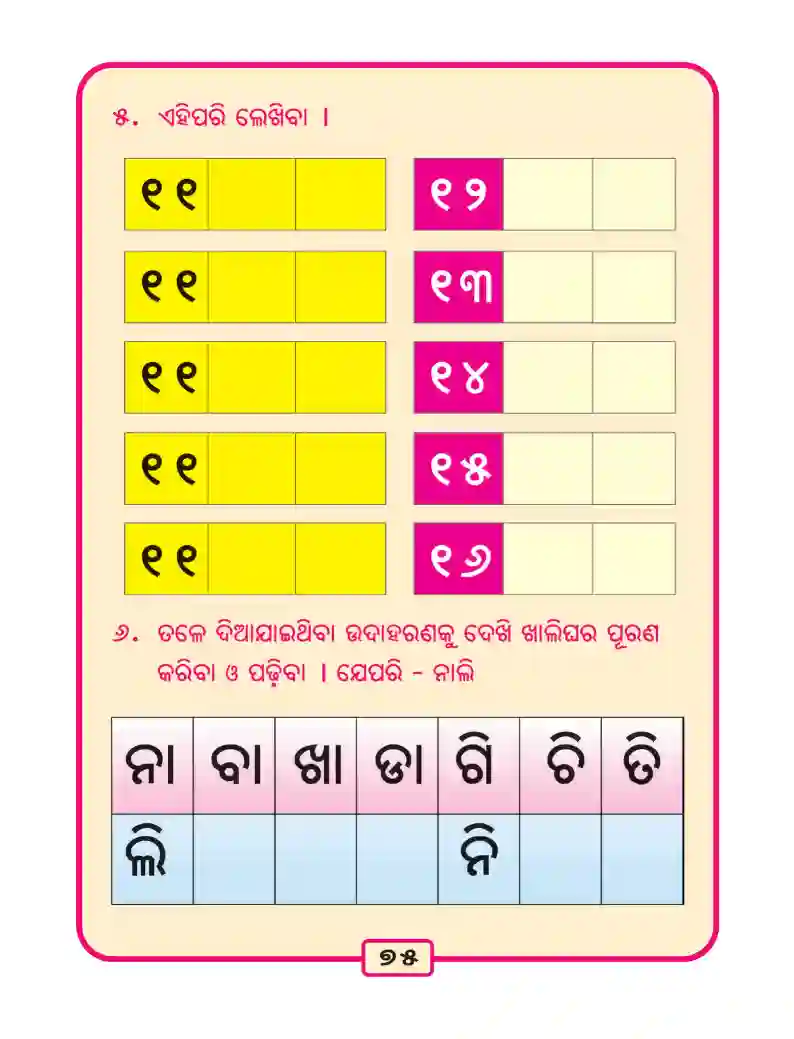 ୫. ଏହିପରି ଲେଖିବା ।
୧୧ ୧୨
୧୧ ୧୩
୧୧ ୧୪
୧୧ ୧୫
୧୧ ୧୬
୬. ତଳେ ଦିଆଯାଇଥିବା ଉଦାହରଣକୁ ଦେଖି ଖାଲିଘର ପୂରଣ
କରିବା ଓ ପଢ଼ିବା । ଯେପରି - ନାଲି
ନା ବା ଖା ଡା ଗି ଚି ତି
ଲି ନି
୭୫